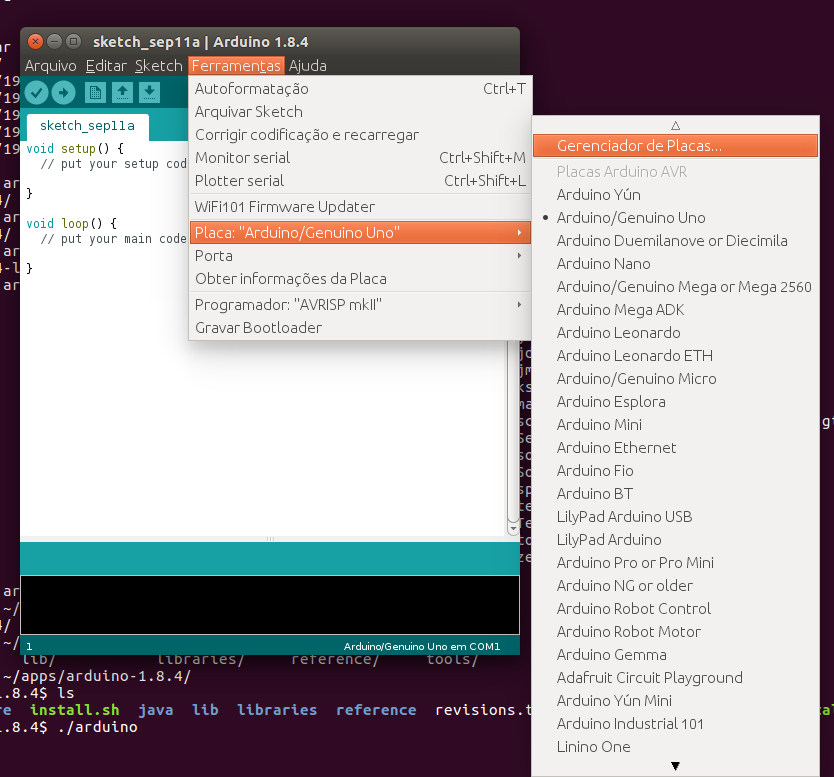 sketch_sep11a | Arduino 1.8.4
Arquivo Editar Sketch Ferramentas Ajuda
sketch_sep11a
void setup() {
// put your setup cod
}
void loop() {
// put your main code
}
Autoformatação Ctrl+T
Arquivar Sketch
Corrigir codificação e recarregar
Monitor serial Ctrl+Shift+M
Plotter serial Ctrl+Shift+L
WiFi101 Firmware Updater
Placa: "Arduino/Genuino Uno"
Porta
Obter informações da Placa
Programador: "AVRISP mkII"
Gravar Bootloader
Gerenciador de Placas...
Placas Arduino AVR
Arduino Yún
Arduino/Genuino Uno
Arduino Duemilanove or Diecimila
Arduino Nano
Arduino/Genuino Mega or Mega 2560
Arduino Mega ADK
Arduino Leonardo
Arduino Leonardo ETH
Arduino/Genuino Micro
Arduino Esplora
Arduino Mini
Arduino Ethernet
Arduino Fio
Arduino BT
LilyPad Arduino USB
LilyPad Arduino
Arduino Pro or Pro Mini
Arduino NG or older
Arduino Robot Control
Arduino Robot Motor
Arduino Gemma
Adafruit Circuit Playground
Arduino Yún Mini
Arduino Industrial 101
Linino One
1 Arduino/Genuino Uno em COM1
lib/ libraries/ reference/ tools/
~/apps/arduino-1.8.4/
1.8.4$ ls
re install.sh java lib libraries reference revisions.t
1.8.4$ ./arduino